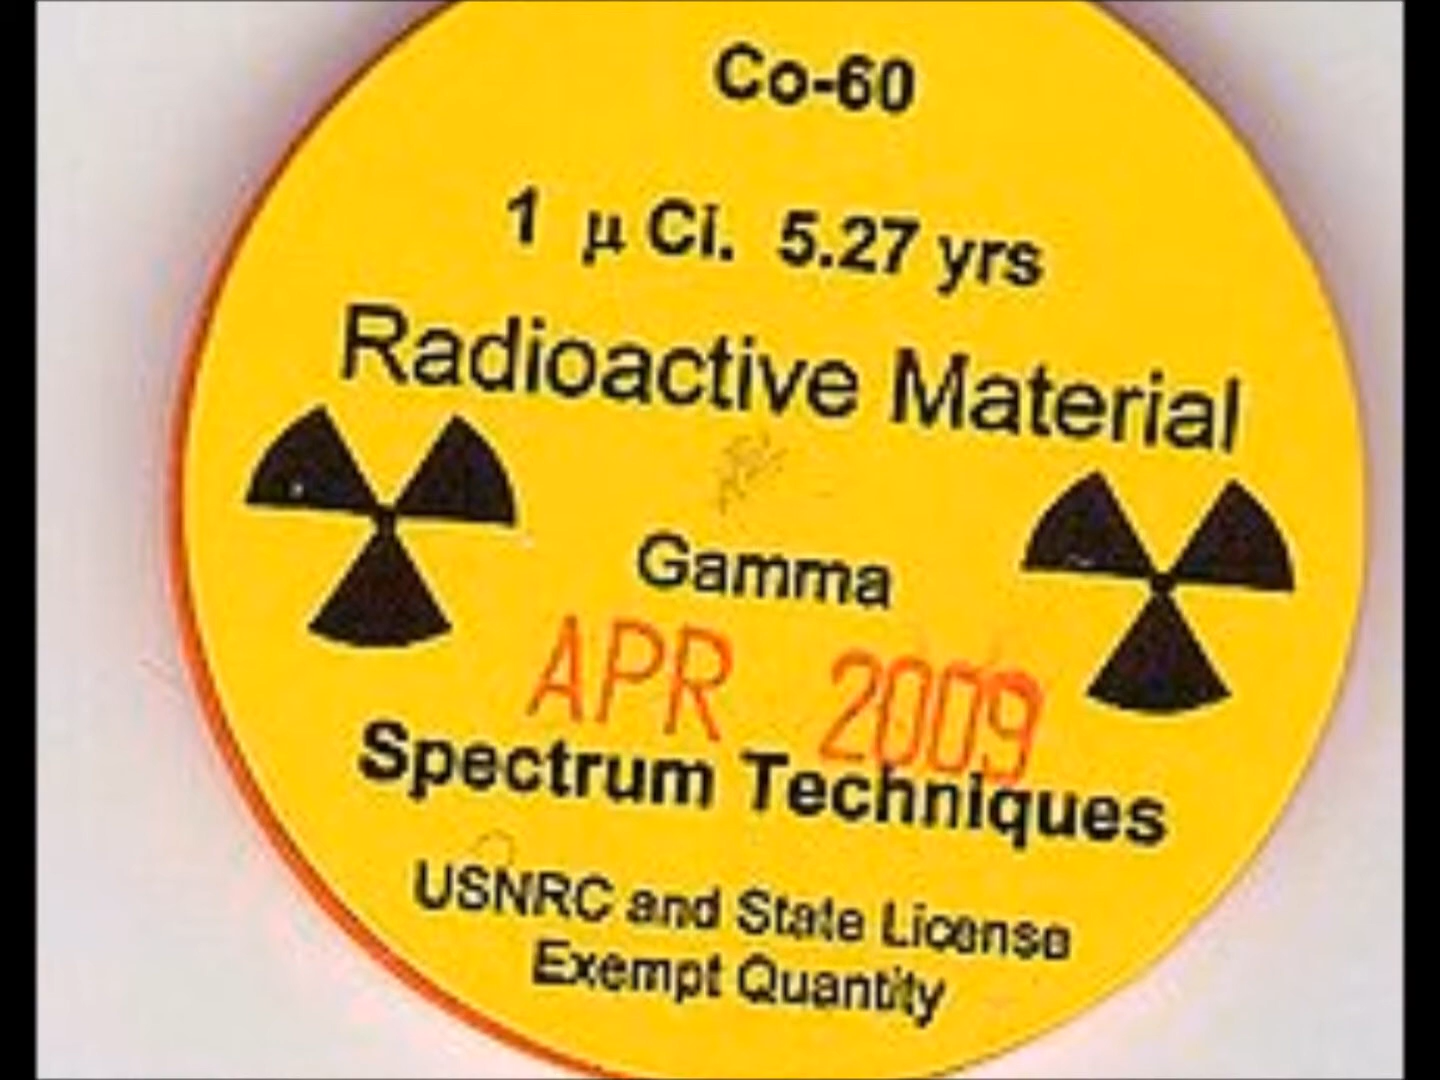 Co-60
1 µ Ci. 5.27 yrs
Radioactive Material
Gamma
APR 2009
Spectrum Techniques
USNRC and State License
Exempt Quantity